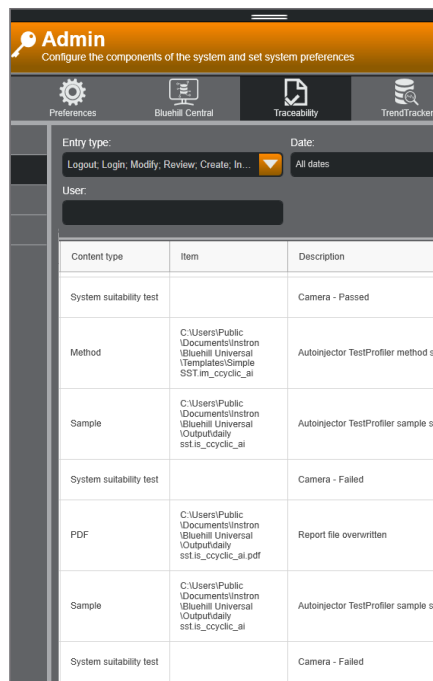 Admin
Configure the components of the system and set system preferences
Preferences
Bluehill Central
Traceability
TrendTracker
Entry type:
Date:
Logout; Login; Modify; Review; Create; In...
All dates
User:
Content type
Item
Description
System suitability test
Camera - Passed
Method
C:\Users\Public
\Documents\Instron
\Bluehill Universal
\Templates\Simple
SST.im_ccyclic_ai
Autoinjector TestProfiler method s
Sample
C:\Users\Public
\Documents\Instron
\Bluehill Universal
\Output\daily
sst.is_ccyclic_ai
Autoinjector TestProfiler sample s
System suitability test
Camera - Failed
PDF
C:\Users\Public
\Documents\Instron
\Bluehill Universal
\Output\daily
sst.is_ccyclic_ai.pdf
Report file overwritten
Sample
C:\Users\Public
\Documents\Instron
\Bluehill Universal
\Output\daily
sst.is_ccyclic_ai
Autoinjector TestProfiler sample s
System suitability test
Camera - Failed